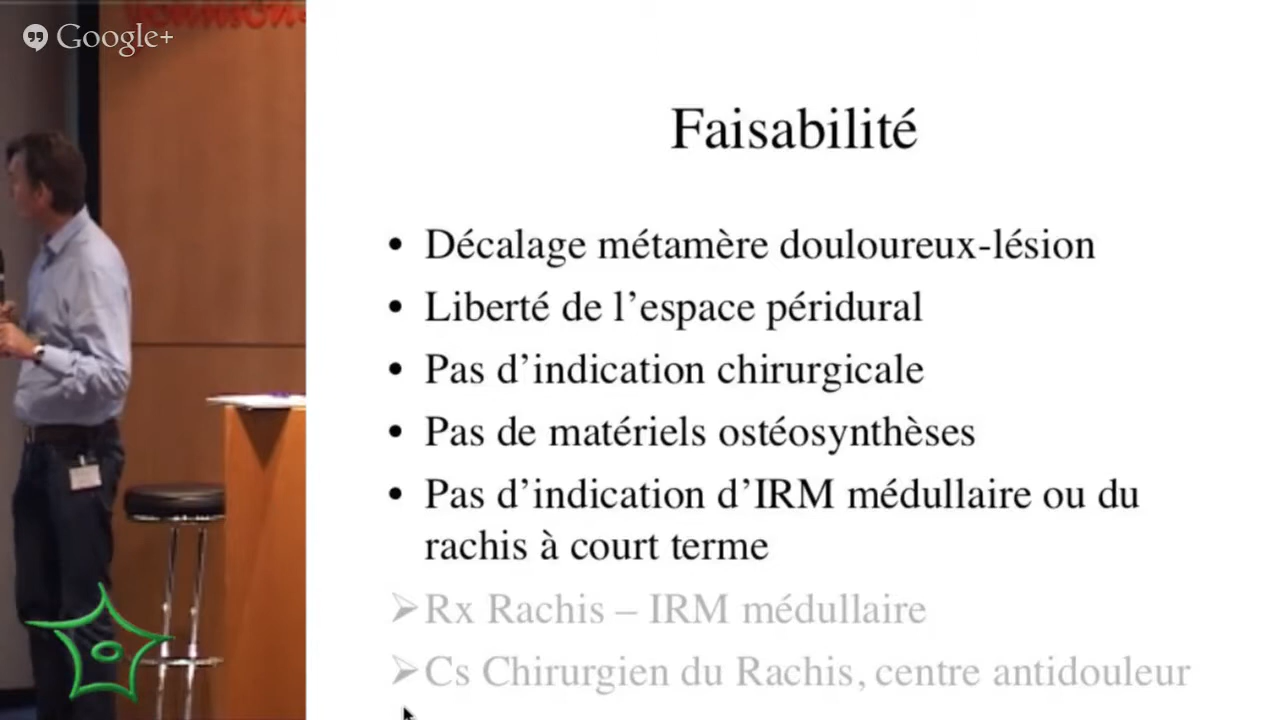 Google+
Faisabilité
• Décalage métamère douloureux-lésion
• Liberté de l’espace péridural
• Pas d’indication chirurgicale
• Pas de matériels ostéosynthèses
• Pas d’indication d’IRM médullaire ou du
rachis à court terme
➢ Rx Rachis – IRM médullaire
➢ Cs Chirurgien du Rachis, centre antidouleur